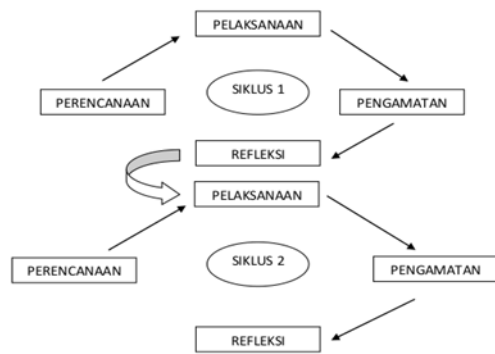 PELAKSANAAN
PERENCANAAN
SIKLUS 1
PENGAMATAN
REFLEKSI
PELAKSANAAN
PERENCANAAN
SIKLUS 2
PENGAMATAN
REFLEKSI